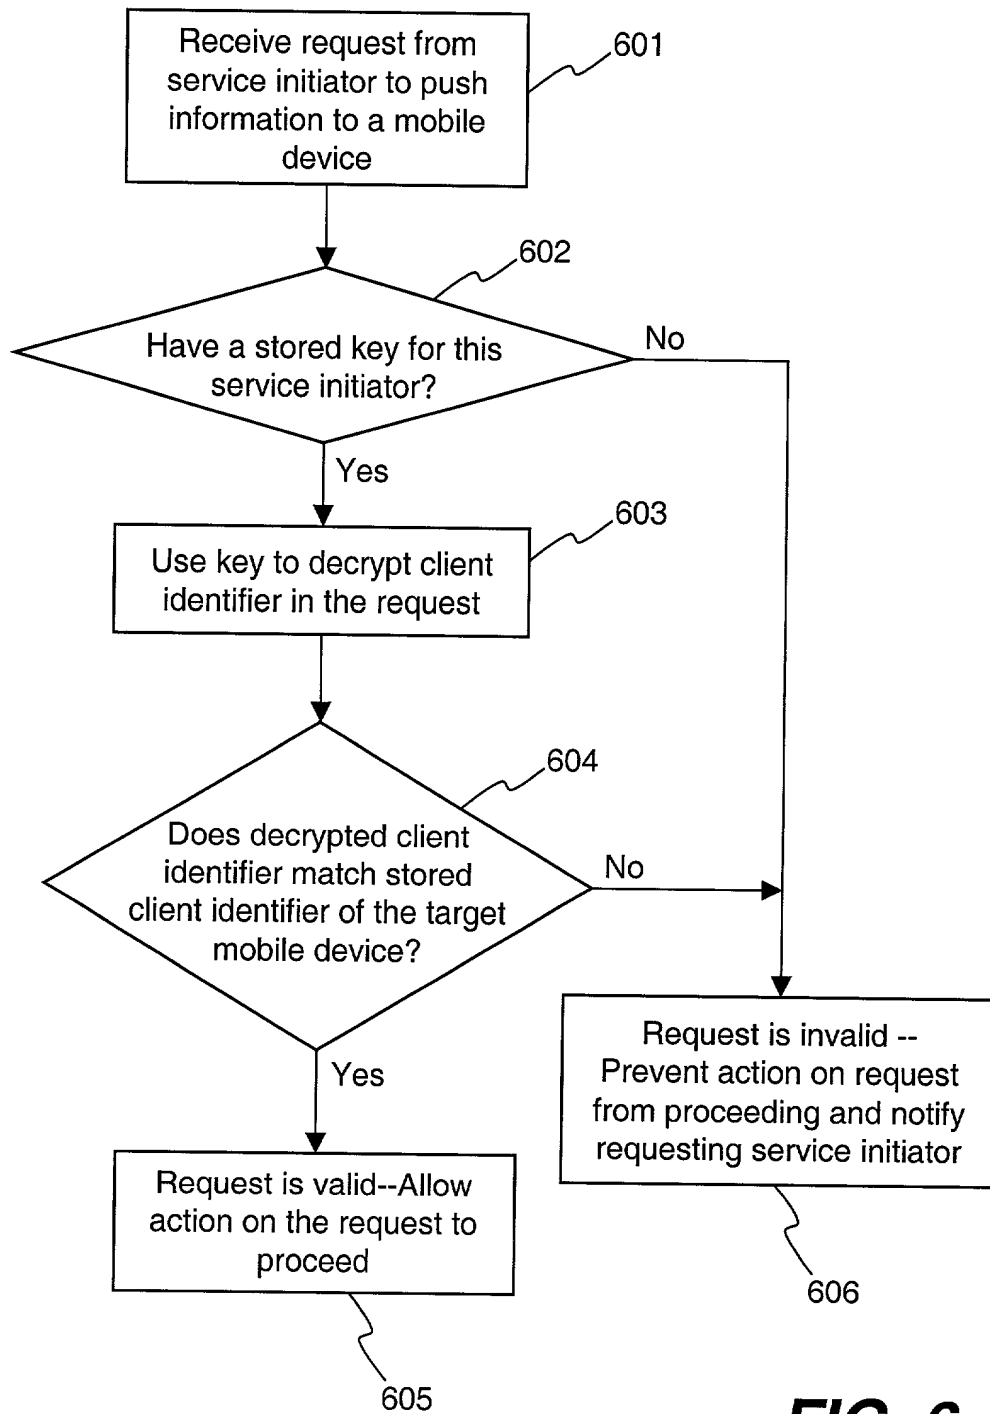 Receive request from
service initiator to push
information to a mobile
device
601
602
Have a stored key for this
service initiator?
No
Yes
603
Use key to decrypt client
identifier in the request
604
Does decrypted client
identifier match stored
client identifier of the target
mobile device?
No
Yes
Request is invalid --
Prevent action on request
from proceeding and notify
requesting service initiator
606
Request is valid--Allow
action on the request to
proceed
605
FIG. 6